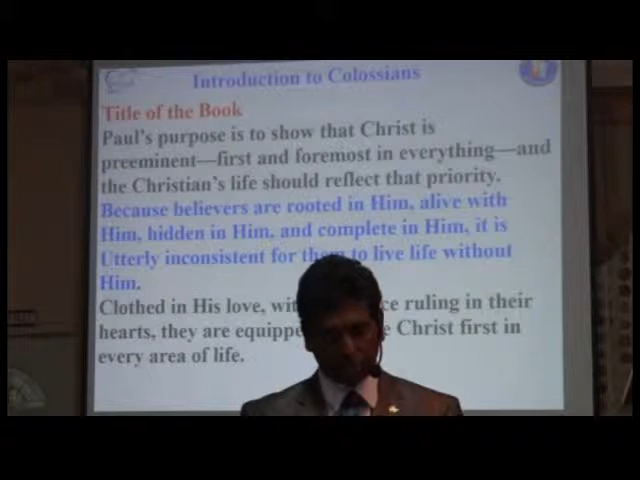 Introduction to Colossians
Title of the Book
Paul's purpose is to show that Christ is
preeminent—first and foremost in everything—and
the Christian's life should reflect that priority.
Because believers are rooted in Him, alive with
Him, hidden in Him, and complete in Him, it is
Utterly inconsistent for them to live life without
Him.
Clothed in His love, ruling in their
hearts, they are Christ first in
every area of life.